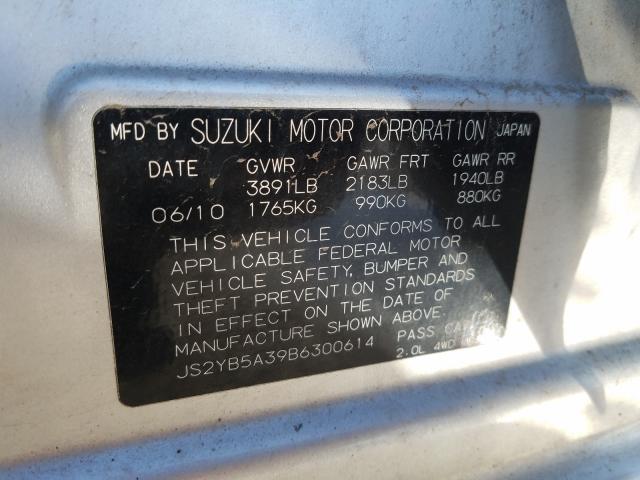 MFD BY SUZUKI MOTOR CORPORATION JAPAN
DATE GVWR GAWR FRT GAWR RR
3891LB 2183LB 1940LB
06/10 1765KG 990KG 880KG
THIS VEHICLE CONFORMS TO ALL
APPLICABLE FEDERAL MOTOR
VEHICLE SAFETY, BUMPER AND
THEFT PREVENTION STANDARDS
IN EFFECT ON THE DATE OF
MANUFACTURE SHOWN ABOVE.
PASS
JS2YB5A39B6300614 2.0L 4WD